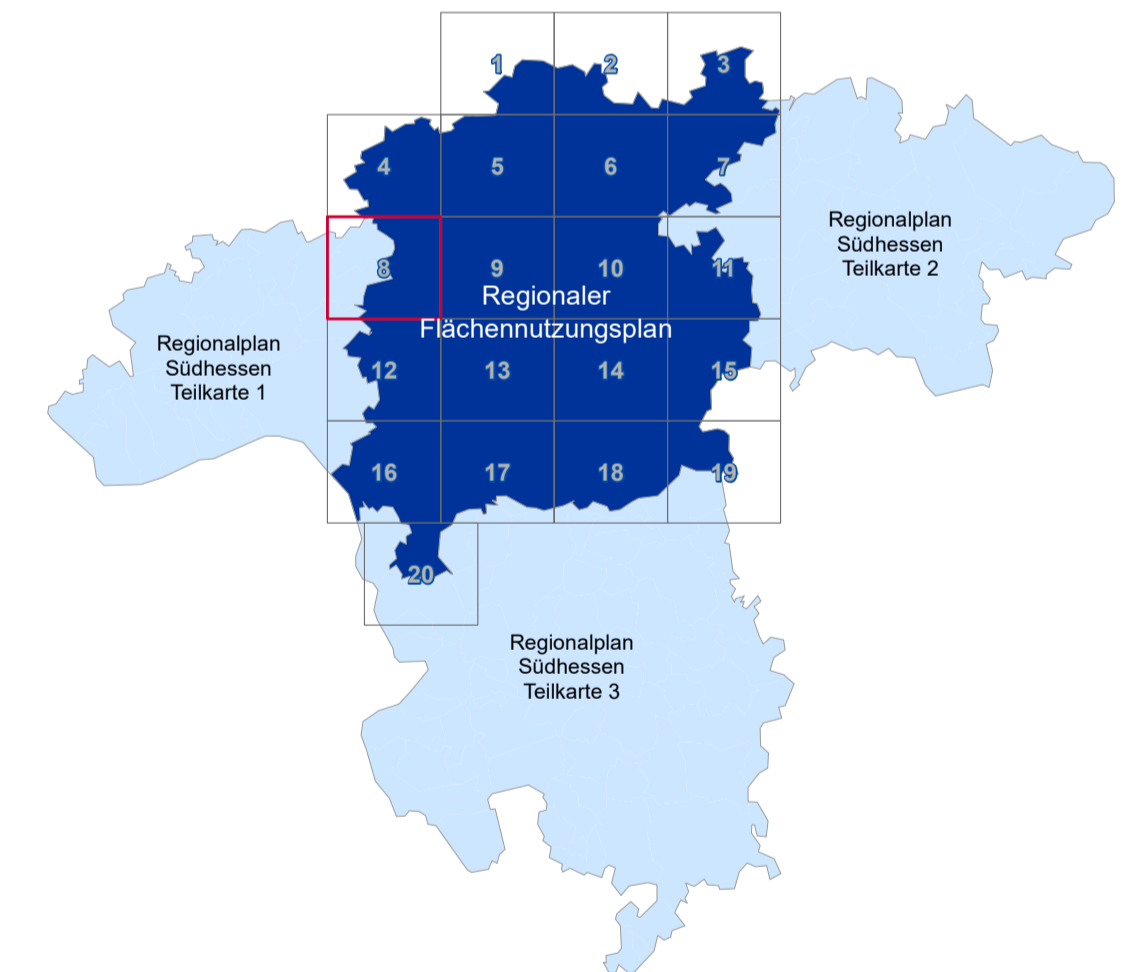 1
2
3
4
5
6
7
Regionalplan
Südhessen
Teilkarte 2
8
9
10
11
Regionaler
Flächennutzungsplan
Regionalplan
Südhessen
Teilkarte 1
12
13
14
15
16
17
18
19
20
Regionalplan
Südhessen
Teilkarte 3